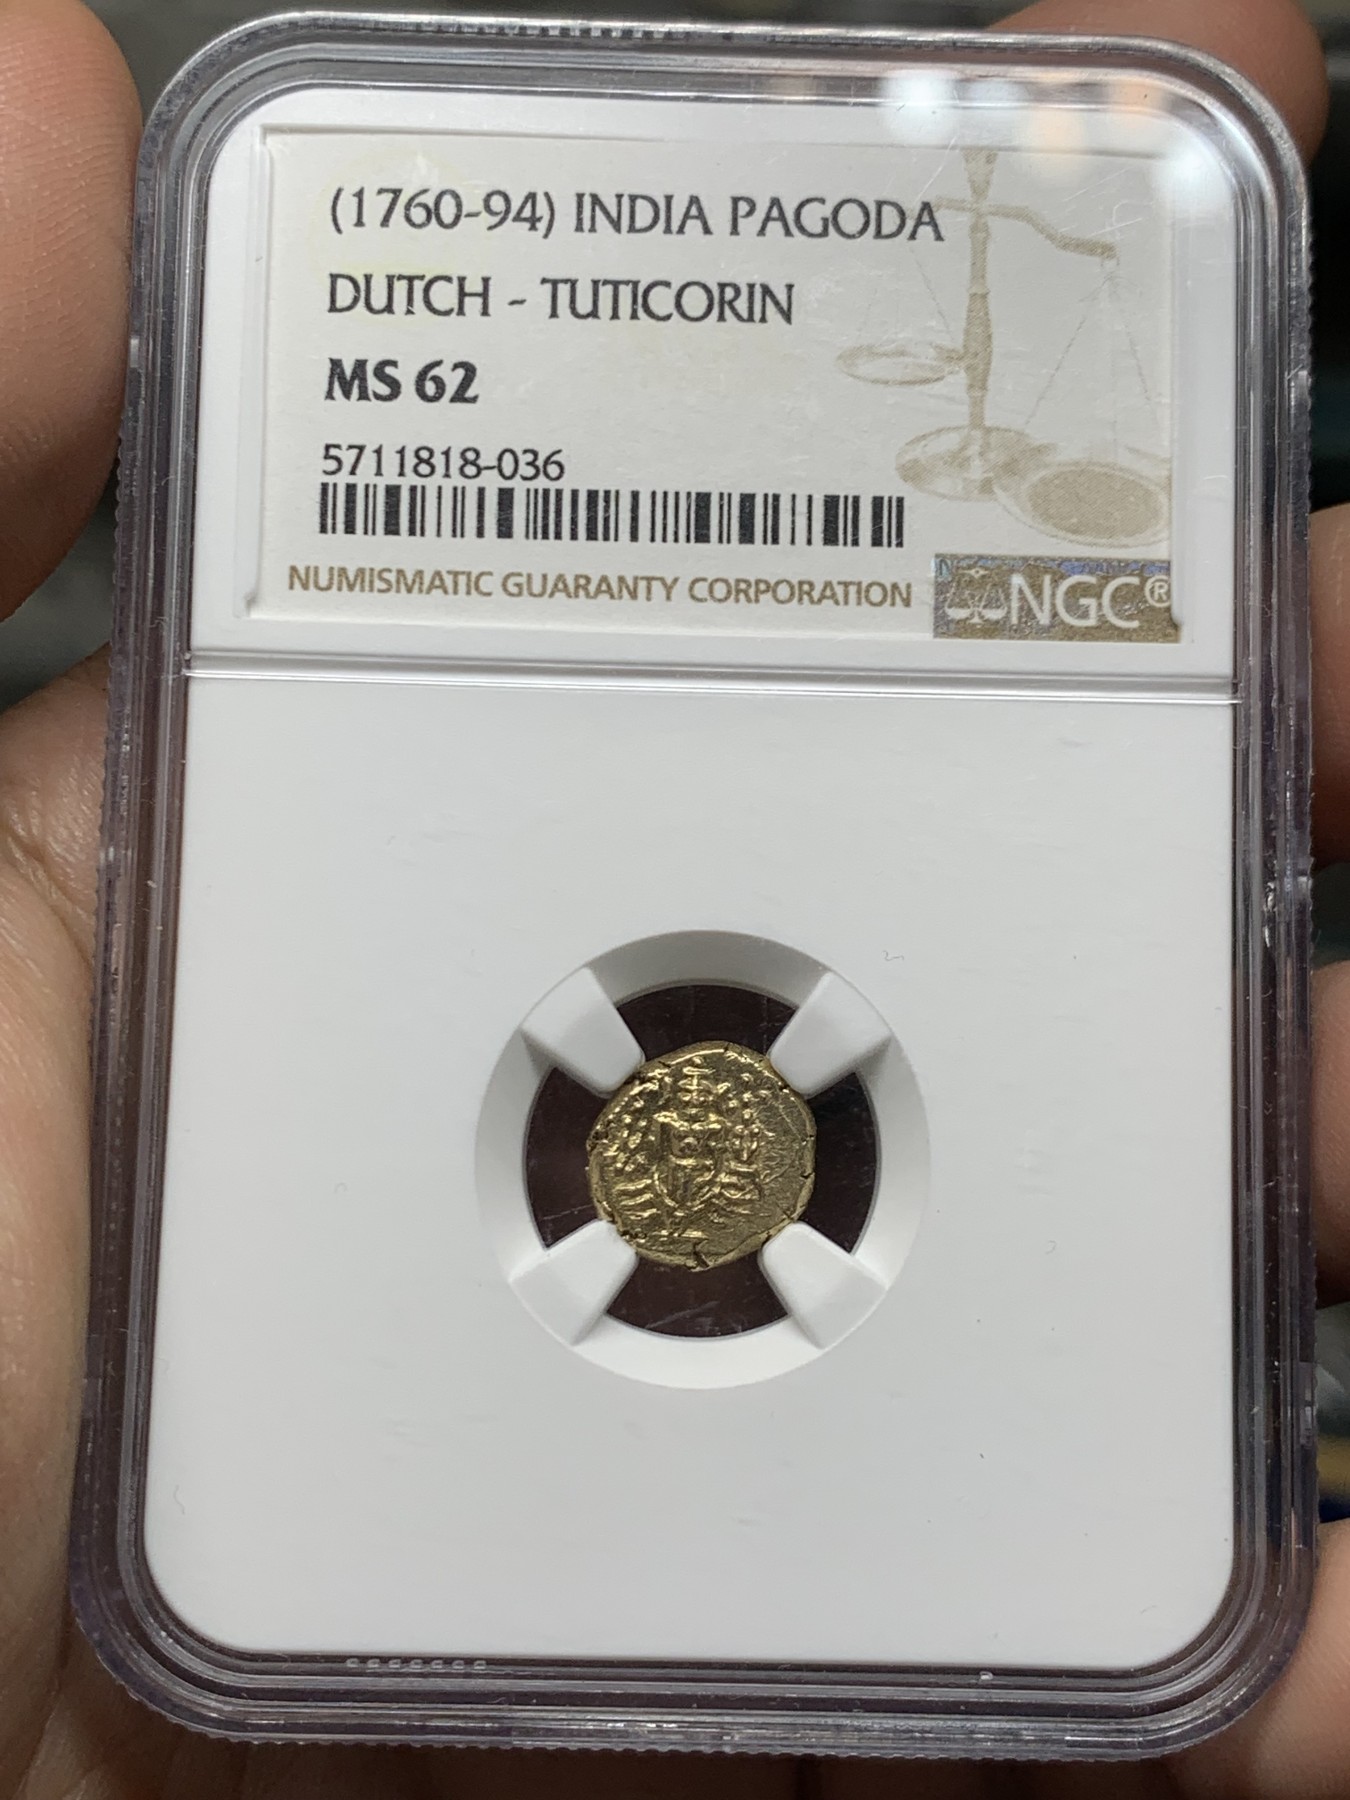 (1760-94) INDIA PAGODA
DUTCH - TUTICORIN
MS 62
5711818-036
NUMISMATIC GUARANTY CORPORATION NGC®